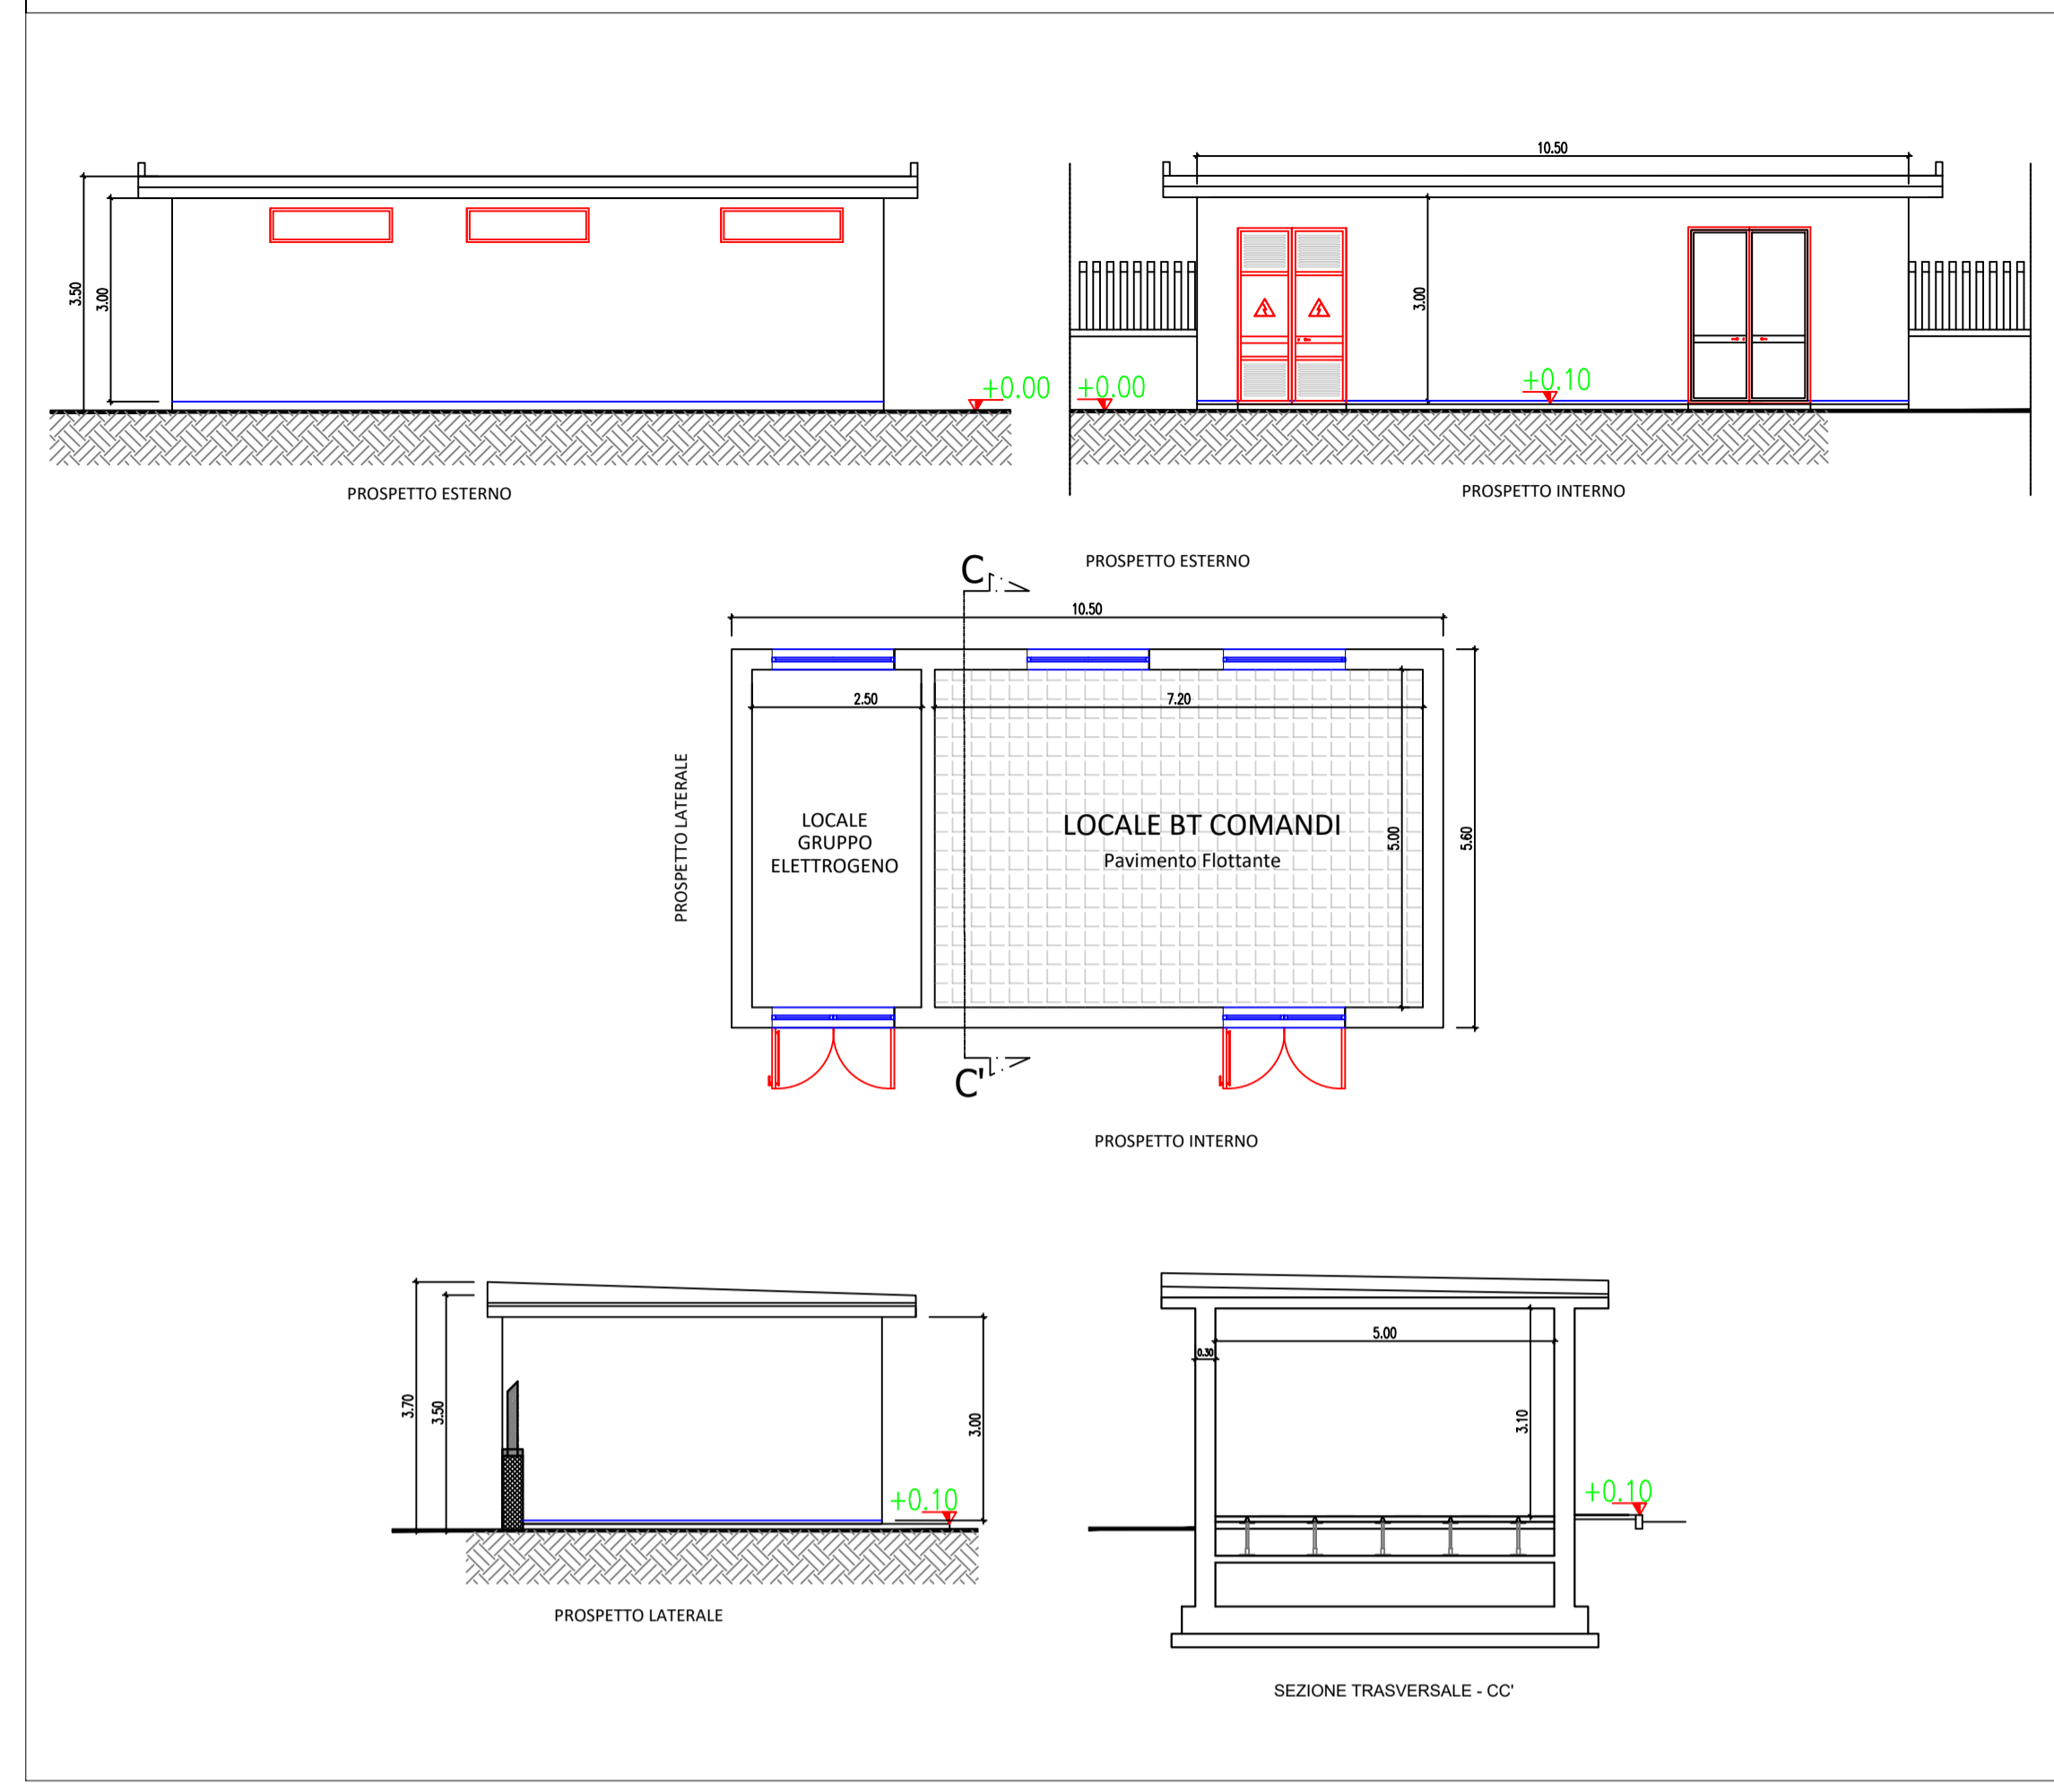 10.50
3.50
3.00
3.00
+0.00
+0.00
+0.10
PROSPETTO ESTERNO
PROSPETTO INTERNO
PROSPETTO ESTERNO
C
10.50
2.50
7.20
PROSPETTO LATERALE
LOCALE
GRUPPO
ELETTROGENO
LOCALE BT COMANDI
Pavimento Flottante
5.00
5.60
C'
PROSPETTO INTERNO
3.70
3.50
3.00
+0.10
PROSPETTO LATERALE
5.00
0.30
3.10
+0.10
SEZIONE TRASVERSALE - CC'